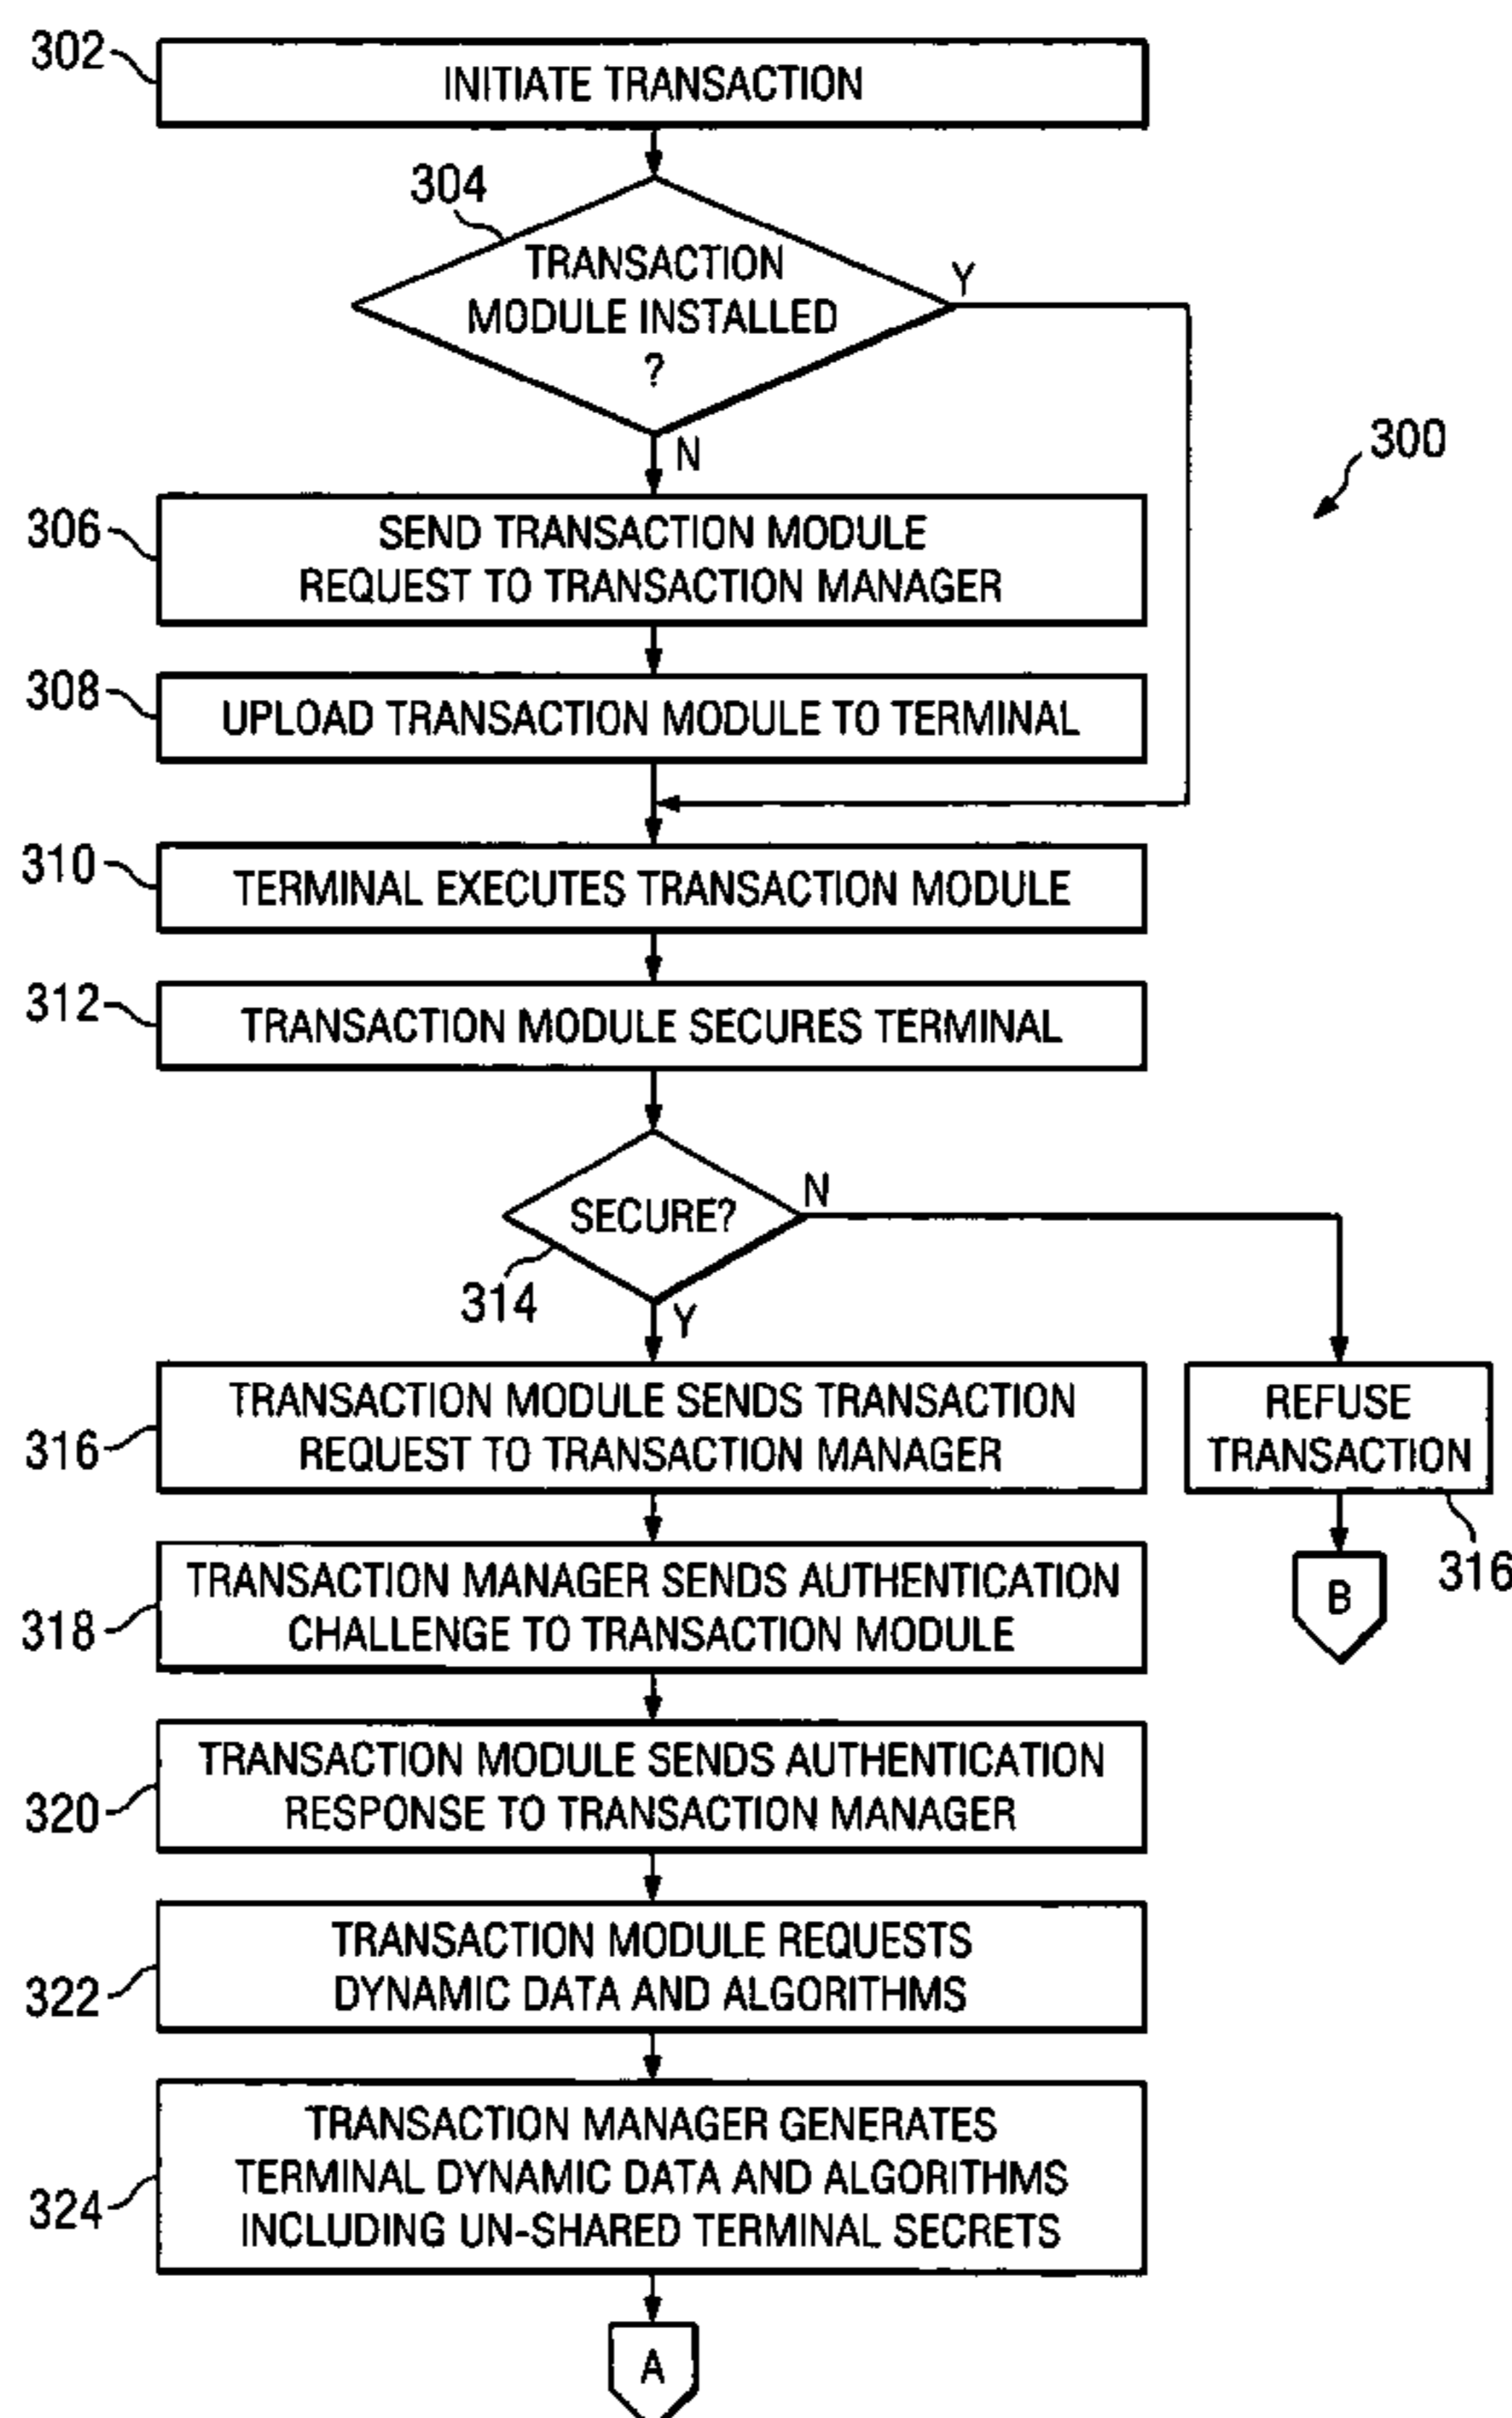 302
INITIATE TRANSACTION
304
TRANSACTION
MODULE INSTALLED
?
Y
N
300
306
SEND TRANSACTION MODULE
REQUEST TO TRANSACTION MANAGER
308
UPLOAD TRANSACTION MODULE TO TERMINAL
310
TERMINAL EXECUTES TRANSACTION MODULE
312
TRANSACTION MODULE SECURES TERMINAL
SECURE?
N
314
Y
316
TRANSACTION MODULE SENDS TRANSACTION
REQUEST TO TRANSACTION MANAGER
REFUSE
TRANSACTION
316
B
318
TRANSACTION MANAGER SENDS AUTHENTICATION
CHALLENGE TO TRANSACTION MODULE
320
TRANSACTION MODULE SENDS AUTHENTICATION
RESPONSE TO TRANSACTION MANAGER
322
TRANSACTION MODULE REQUESTS
DYNAMIC DATA AND ALGORITHMS
324
TRANSACTION MANAGER GENERATES
TERMINAL DYNAMIC DATA AND ALGORITHMS
INCLUDING UN-SHARED TERMINAL SECRETS
A